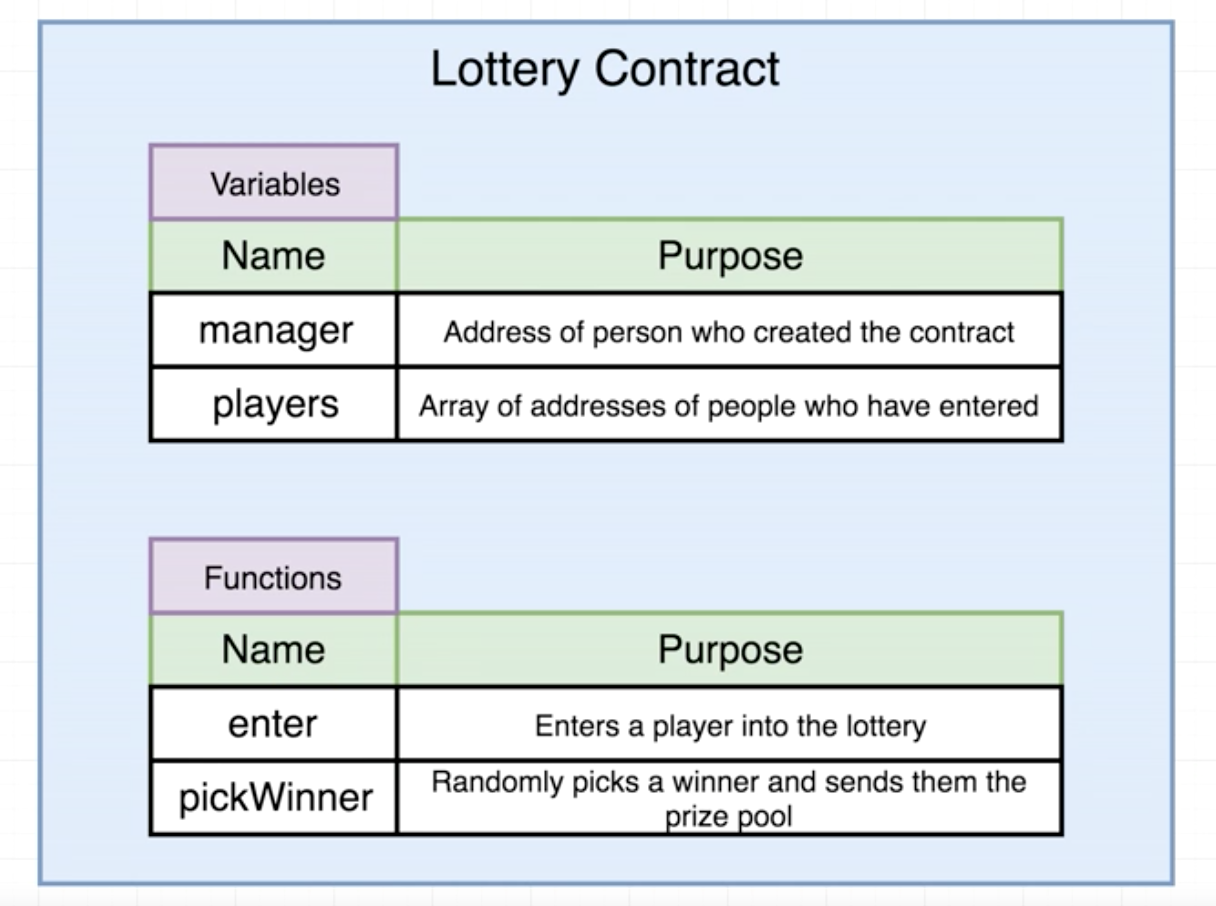 Lottery Contract
Variables
Name Purpose
manager Address of person who created the contract
players Array of addresses of people who have entered
Functions
Name Purpose
enter Enters a player into the lottery
pickWinner Randomly picks a winner and sends them the
prize pool